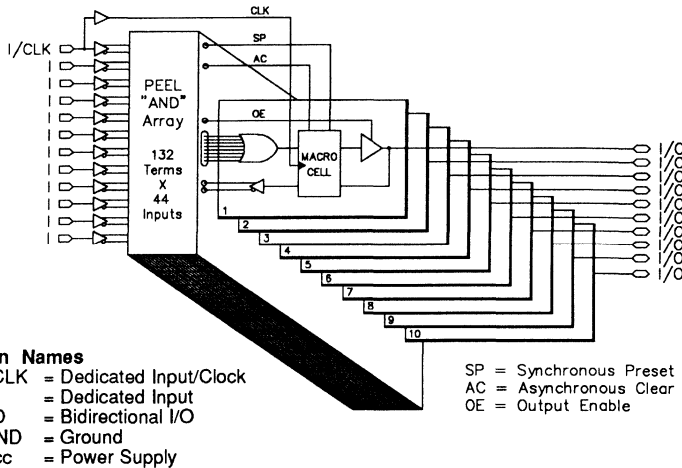 CLK
I/CLK
SP
I
AC
I
PEEL
"AND"
Array
I
I
OE
I
I
I
132
Terms
X
44
Inputs
I
I
I
I
MACRO
CELL
1
2
3
4
5
6
7
8
9
10
I/O
I/O
I/O
I/O
I/O
I/O
I/O
I/O
I/O
I/O
n Names
CLK = Dedicated Input/Clock
= Dedicated Input
O = Bidirectional I/O
ND = Ground
cc = Power Supply
SP = Synchronous Preset
AC = Asynchronous Clear
OE = Output Enable